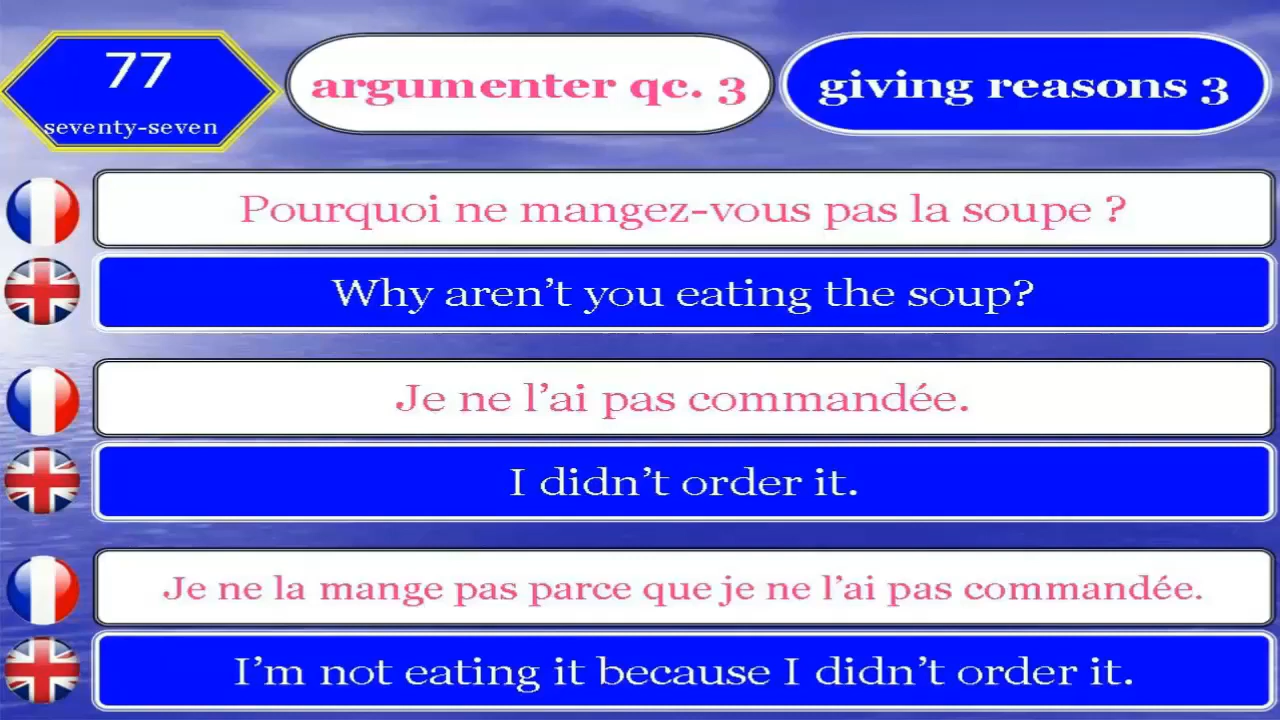 77
seventy-seven
argumenter qc. 3
giving reasons 3
Pourquoi ne mangez-vous pas la soupe ?
Why aren’t you eating the soup?
Je ne l’ai pas commandée.
I didn’t order it.
Je ne la mange pas parce que je ne l’ai pas commandée.
I’m not eating it because I didn’t order it.